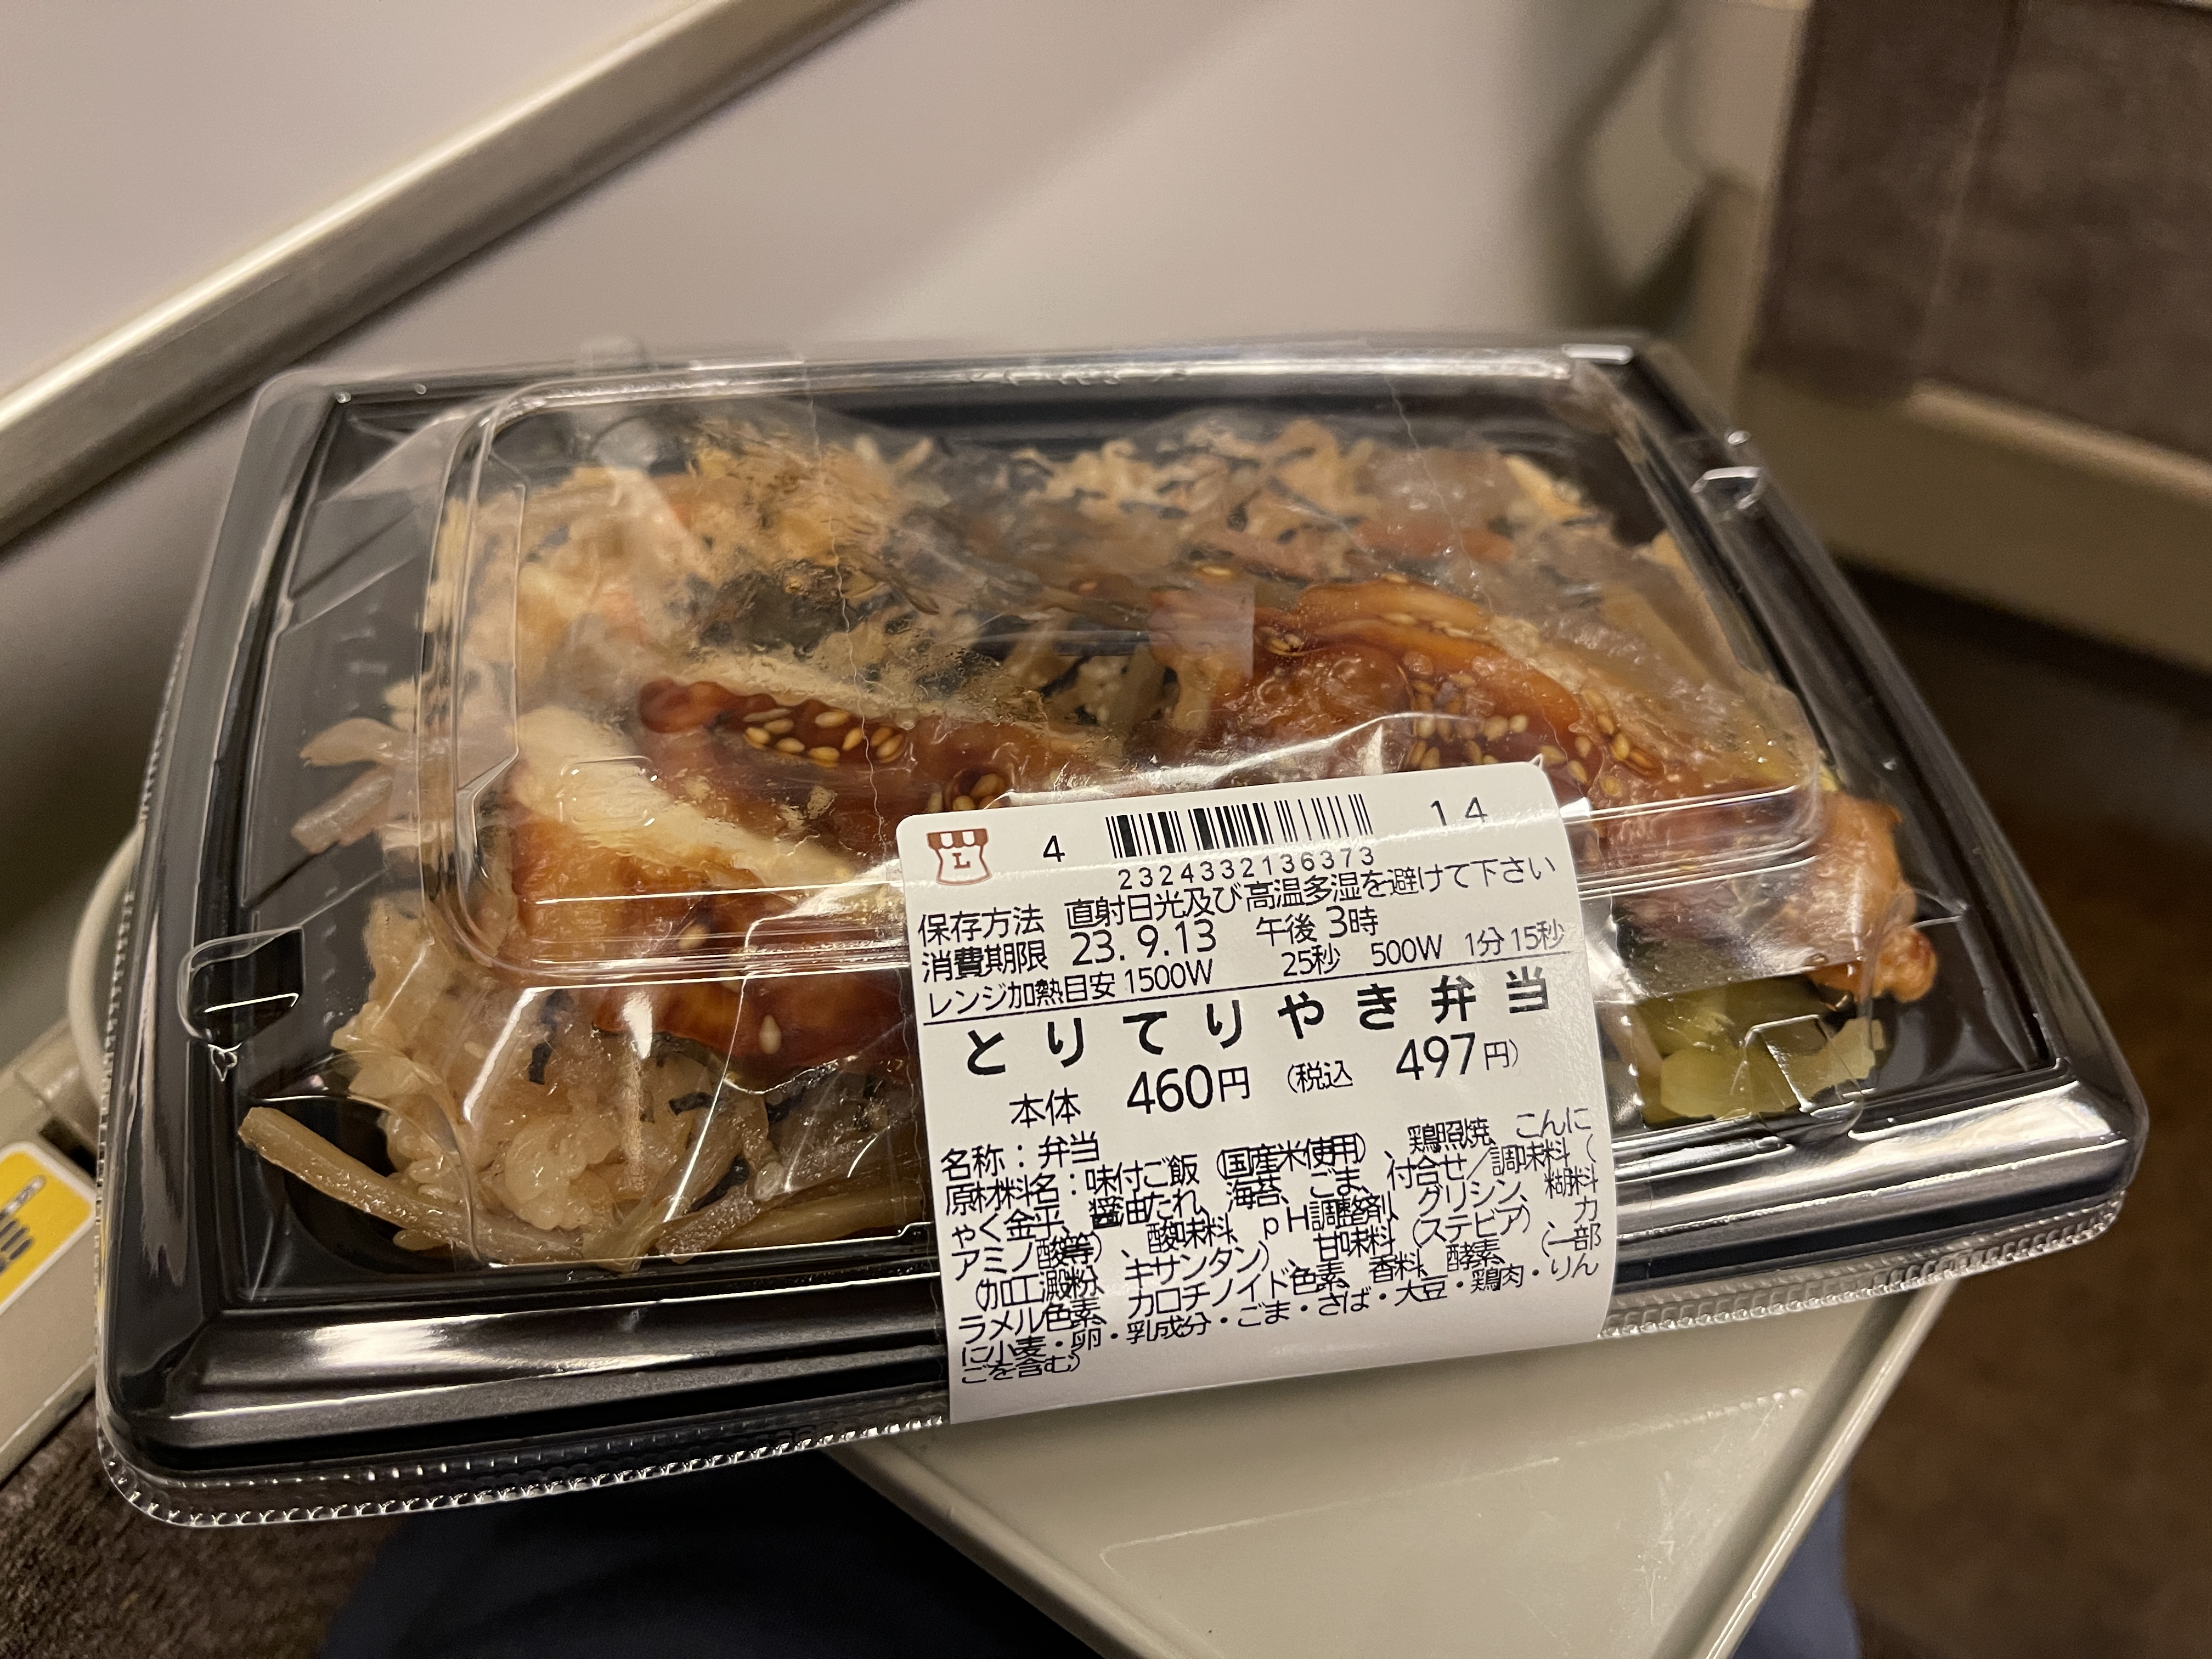 L 4 14
2324332136373
保存方法 直射日光及び高温多湿を避けて下さい
消費期限 23.9.13 午後3時
レンジ加熱目安 1500W 25秒 500W 1分15秒
とりてりやき弁当
本体 460円 (税込 497円)
名称：弁当
原材料名：味付ご飯（国産米使用）、鶏照焼、こんに
ゃく金平、醤油たれ、海苔、ごま、付合せ／調味料（
アミノ酸等）、酸味料、ｐＨ調整剤、グリシン、糊料
（加工澱粉、キサンタン）、甘味料（ステビア）、カ
ラメル色素、カロチノイド色素、香料、酵素、（一部
に小麦・卵・乳成分・ごま・さば・大豆・鶏肉・りん
ごを含む）